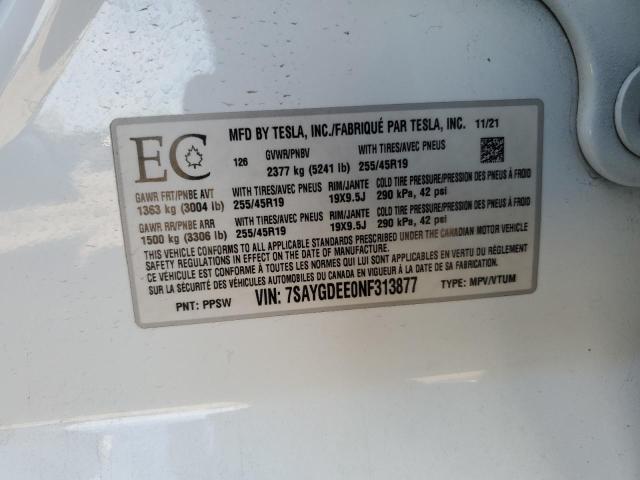 EC
MFD BY TESLA, INC./FABRIQUÉ PAR TESLA, INC. 11/21
126 GVWR/PNBV WITH TIRES/AVEC PNEUS
2377 kg (5241 lb) 255/45R19
GAWR FRT/PNBE AVT WITH TIRES/AVEC PNEUS RIM/JANTE COLD TIRE PRESSURE/PRESSION DES PNEUS À FROID
1363 kg (3004 lb) 255/45R19 19X9.5J 290 kPa, 42 psi
GAWR RR/PNBE ARR WITH TIRES/AVEC PNEUS RIM/JANTE COLD TIRE PRESSURE/PRESSION DES PNEUS À FROID
1500 kg (3306 lb) 255/45R19 19X9.5J 290 kPa, 42 psi
THIS VEHICLE CONFORMS TO ALL APPLICABLE STANDARDS PRESCRIBED UNDER THE CANADIAN MOTOR VEHICLE
SAFETY REGULATIONS IN EFFECT ON THE DATE OF MANUFACTURE
CE VÉHICULE EST CONFORME À TOUTES LES NORMES QUI LUI SONT APPLICABLES EN VERTU DU RÈGLEMENT
SUR LA SÉCURITÉ DES VÉHICULES AUTOMOBILES DU CANADA EN VIGUEUR À LA DATE DE SA FABRICATION.
PNT: PPSW VIN: 7SAYGDEE0NF313877 TYPE: MPV/VTUM